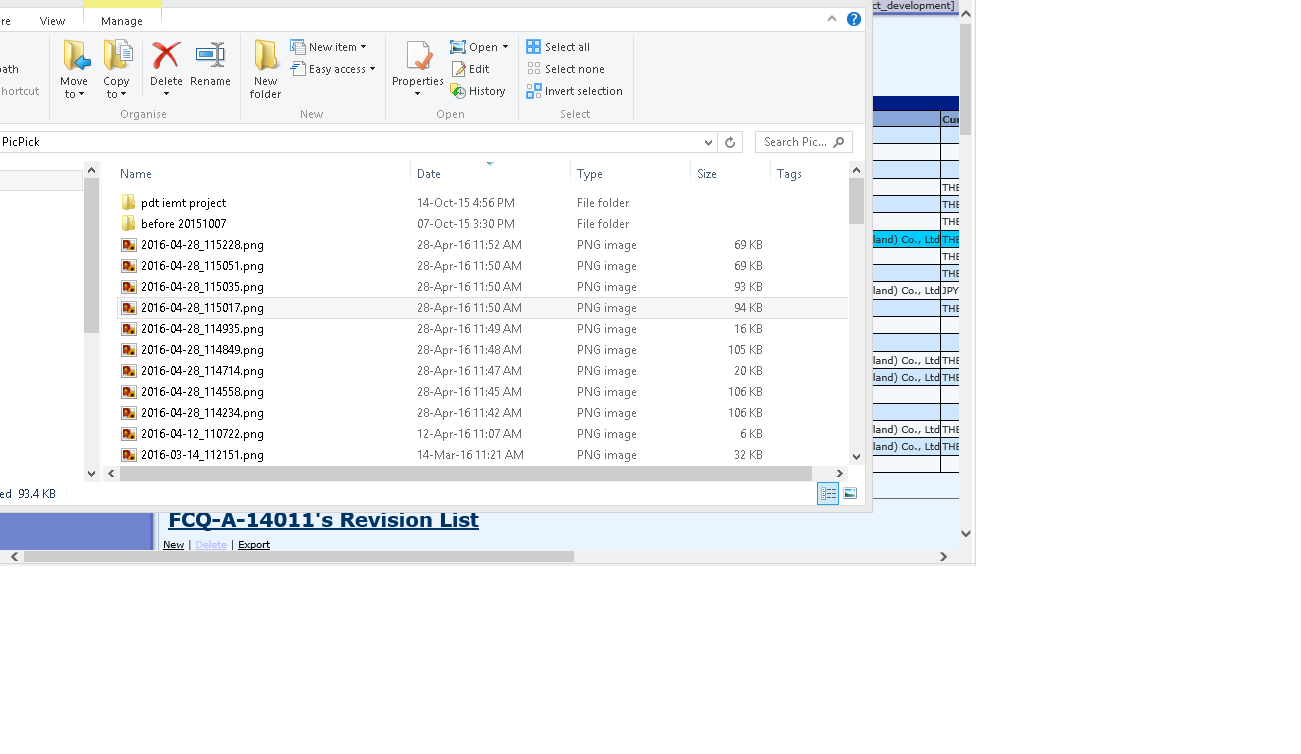 ct_development]
re View Manage
Move to
Copy to
Delete
Rename
New folder
New item
Easy access
Properties
Open
Edit
History
Select all
Select none
Invert selection
ath
hortcut
Organise New Open Select
PicPick Search Pic...
Name Date Type Size Tags
pdt iemt project 14-Oct-15 4:56 PM File folder
before 20151007 07-Oct-15 3:30 PM File folder
2016-04-28_115228.png 28-Apr-16 11:52 AM PNG image 69 KB
2016-04-28_115051.png 28-Apr-16 11:50 AM PNG image 69 KB
2016-04-28_115035.png 28-Apr-16 11:50 AM PNG image 93 KB
2016-04-28_115017.png 28-Apr-16 11:50 AM PNG image 94 KB
2016-04-28_114935.png 28-Apr-16 11:49 AM PNG image 16 KB
2016-04-28_114849.png 28-Apr-16 11:48 AM PNG image 105 KB
2016-04-28_114714.png 28-Apr-16 11:47 AM PNG image 20 KB
2016-04-28_114558.png 28-Apr-16 11:45 AM PNG image 106 KB
2016-04-28_114234.png 28-Apr-16 11:42 AM PNG image 106 KB
2016-04-12_110722.png 12-Apr-16 11:07 AM PNG image 6 KB
2016-03-14_112151.png 14-Mar-16 11:21 AM PNG image 32 KB
ed 93.4 KB
Cur
THE
THE
THE
land) Co., Ltd THE
THE
THE
land) Co., Ltd JPY
THE
land) Co., Ltd THE
land) Co., Ltd THE
land) Co., Ltd THE
land) Co., Ltd THE
FCQ-A-14011's Revision List
New | Delete | Export